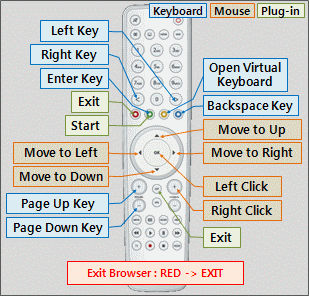 Keyboard Mouse Plug-in
Left Key
Right Key
Enter Key
Exit
Start
Open Virtual
Keyboard
Backspace Key
Move to Up
Move to Left
Move to Right
Move to Down
Left Click
Page Up Key
Right Click
Page Down Key
Exit
OK
Exit Browser : RED -> EXIT